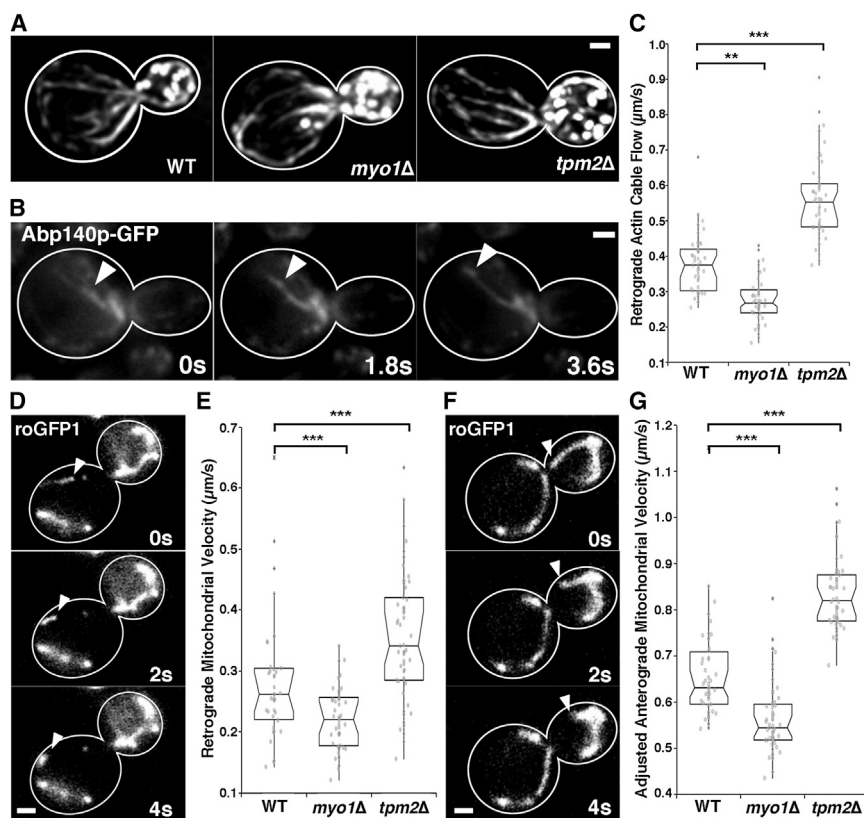 A
WT
myo1Δ
tpm2Δ
B
Abp140p-GFP
0s
1.8s
3.6s
C
Retrograde Actin Cable Flow (µm/s)
1.0
0.9
0.8
0.7
0.6
0.5
0.4
0.3
0.2
0.1
***
**
WT
myo1Δ
tpm2Δ
D
roGFP1
0s
2s
4s
E
Retrograde Mitochondrial Velocity (µm/s)
0.7
0.6
0.5
0.4
0.3
0.2
0.1
***
***
WT
myo1Δ
tpm2Δ
F
roGFP1
0s
2s
4s
G
Adjusted Anterograde Mitochondrial Velocity (µm/s)
1.2
1.1
1.0
0.9
0.8
0.7
0.6
0.5
0.4
***
***
WT
myo1Δ
tpm2Δ